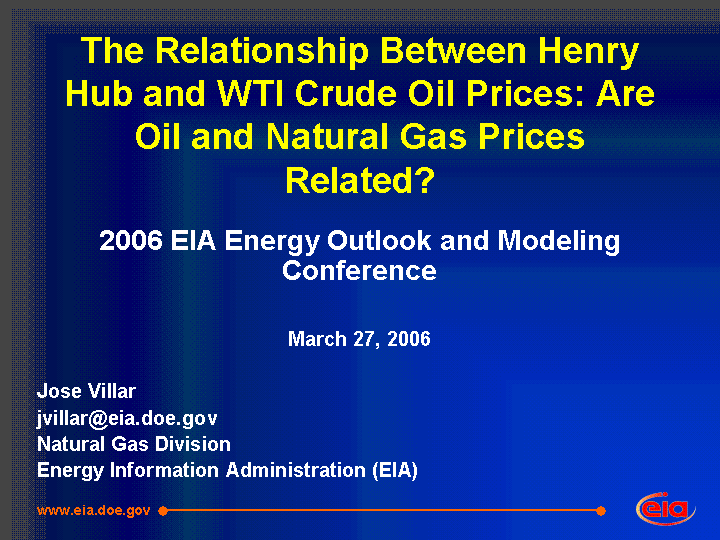 The Relationship Between Henry
Hub and WTI Crude Oil Prices: Are
Oil and Natural Gas Prices
Related?
2006 EIA Energy Outlook and Modeling
Conference
March 27, 2006
Jose Villar
jvillar@eia.doe.gov
Natural Gas Division
Energy Information Administration (EIA)
www.eia.doe.gov
eia